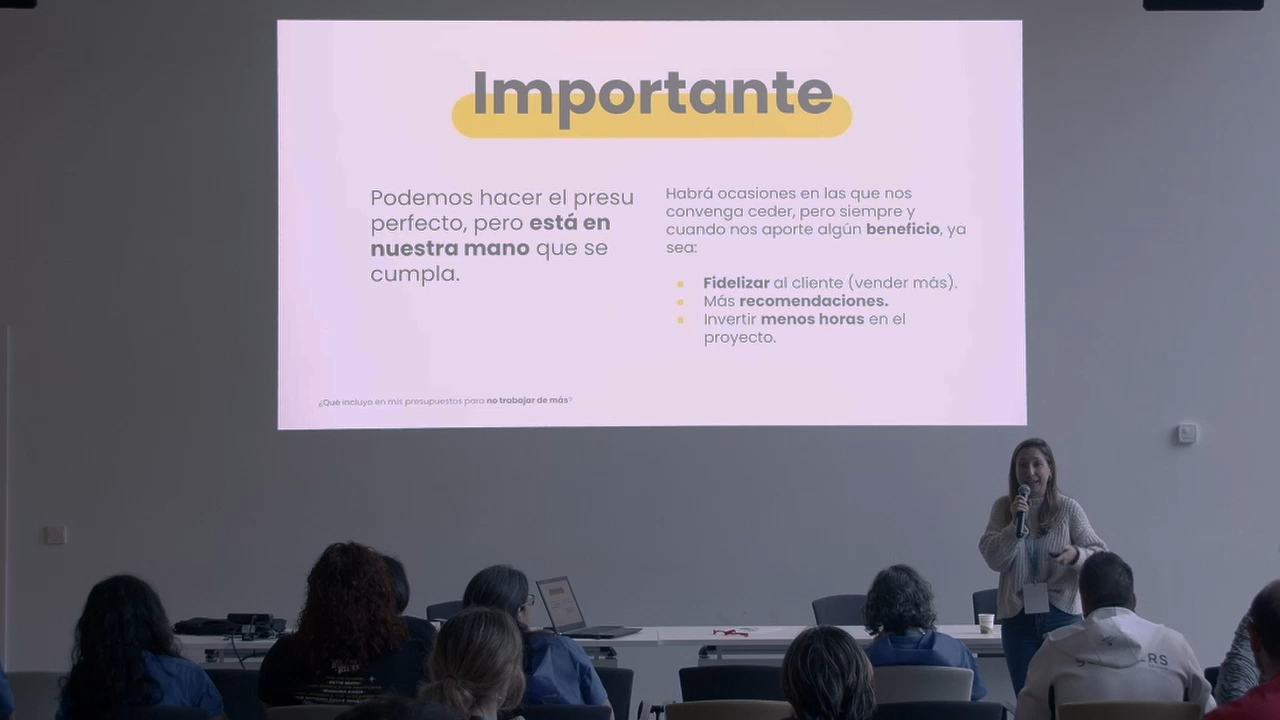 Importante
Podemos hacer el presu
perfecto, pero está en
nuestra mano que se
cumpla.
Habrá ocasiones en las que nos
convenga ceder, pero siempre y
cuando nos aporte algún beneficio, ya
sea:
Fidelizar al cliente (vender más).
Más recomendaciones.
Invertir menos horas en el
proyecto.
¿Qué incluyo en mis presupuestos para no trabajar de más?